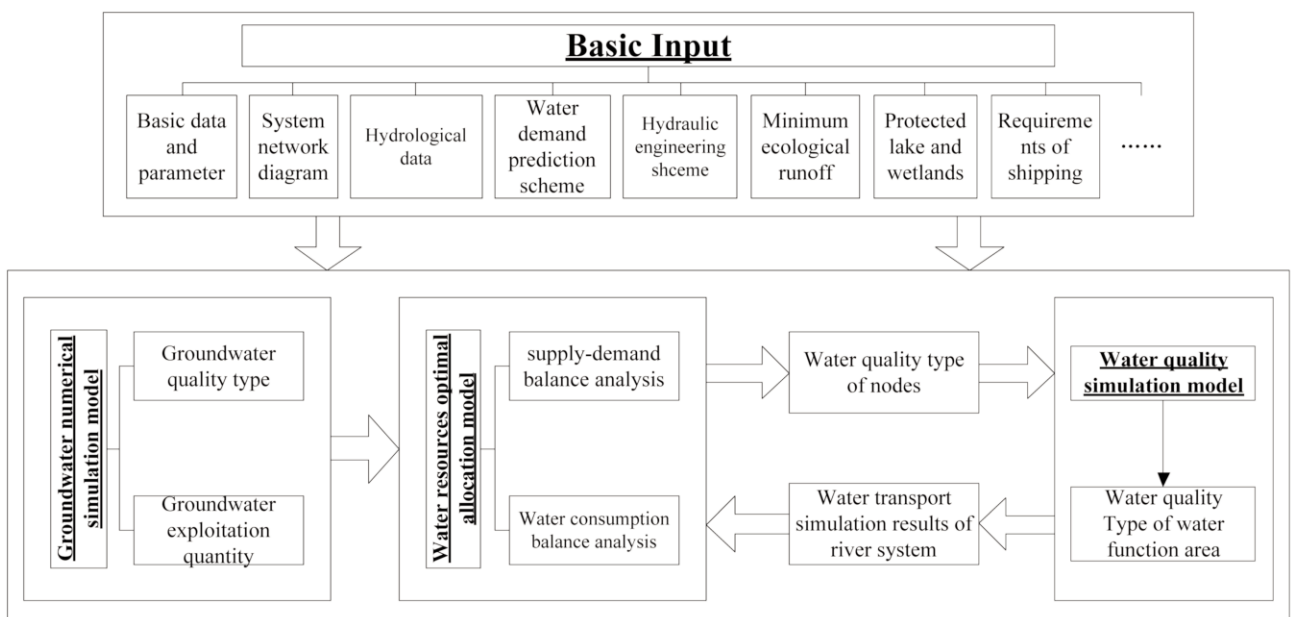 Basic Input
Basic data
and
parameter
System
network
diagram
Hydrological
data
Water
demand
prediction
scheme
Hydraulic
engineering
shceme
Minimum
ecological
runoff
Protected
lake and
wetlands
Requireme
nts of
shipping
……
Groundwater numerical
simulation model
Groundwater
quality type
Groundwater
exploitation
quantity
Water resources optimal
allocation model
supply-demand
balance analysis
Water consumption
balance analysis
Water quality type
of nodes
Water transport
simulation results of
river system
Water quality
simulation model
Water quality
Type of water
function area